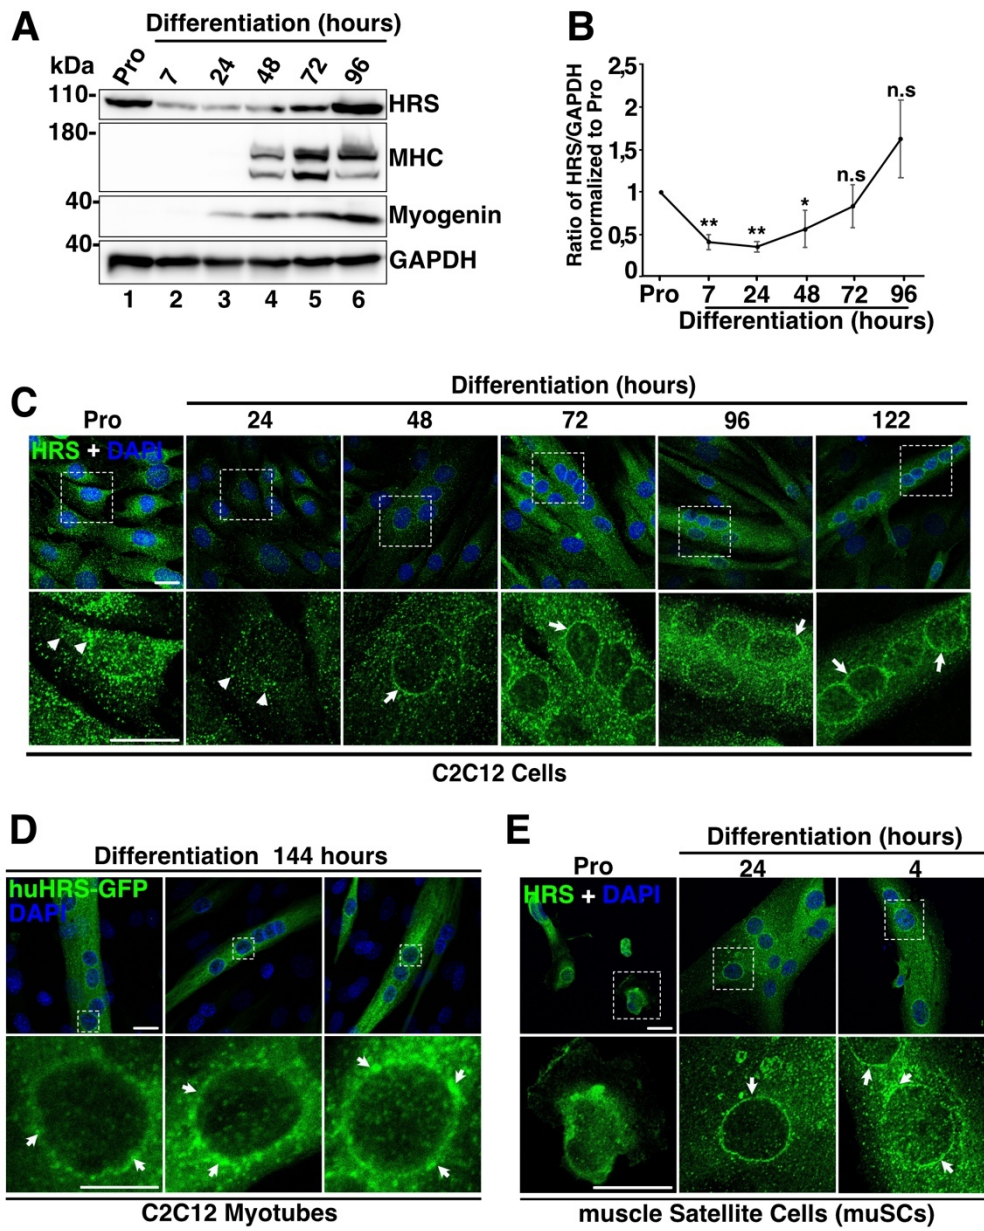 A
Differentiation (hours)
kDa
Pro 7 24 48 72 96
110-
HRS
180-
MHC
40-
Myogenin
40-
GAPDH
1 2 3 4 5 6
B
Ratio of HRS/GAPDH
normalized to Pro
2,5
2
1,5
1
0,5
0
** ** * n.s n.s
Pro 7 24 48 72 96
Differentiation (hours)
C
Differentiation (hours)
Pro 24 48 72 96 122
HRS + DAPI
C2C12 Cells
D
Differentiation 144 hours
huHRS-GFP
DAPI
C2C12 Myotubes
E
Differentiation (hours)
Pro 24 4
HRS + DAPI
muscle Satellite Cells (muSCs)